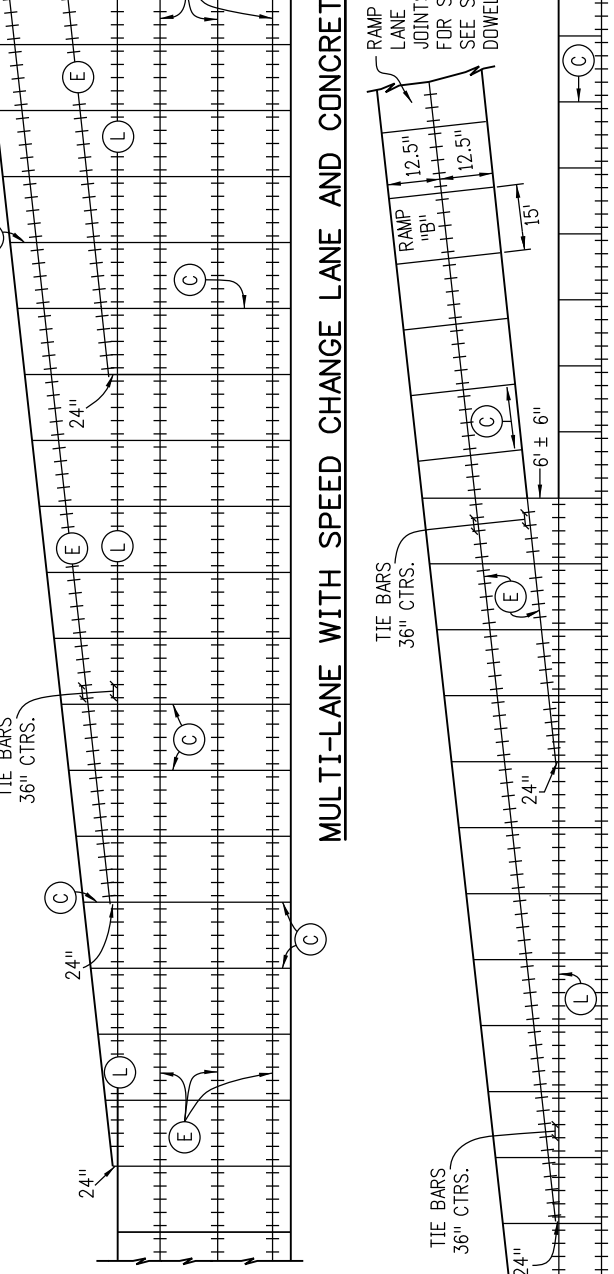 E
L
RAMP
LANE
JOINT
FOR S
SEE S
DOWEL
C
C
12.5"
12.5"
RAMP
"B"
15'
24"
E
L
C
6' ± 6"
TIE BARS
36" CTRS.
TIE BARS
36" CTRS.
C
E
24"
MULTI-LANE WITH SPEED CHANGE LANE AND CONCRET
C
24"
C
L
L
E
24"
TIE BARS
36" CTRS.
24"